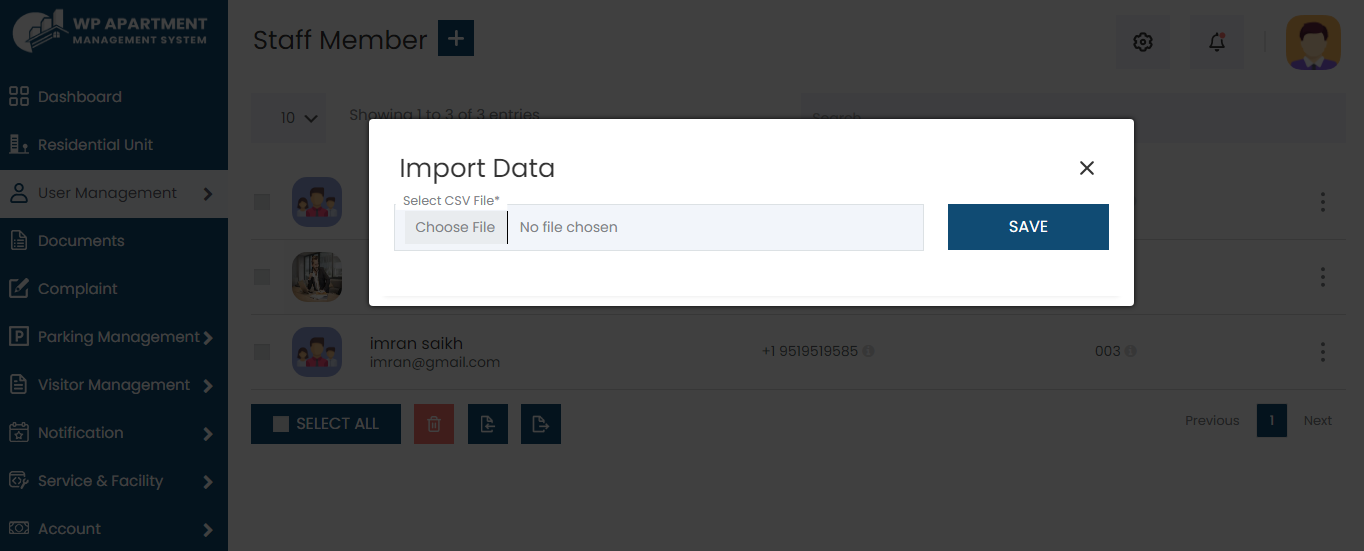 WP APARTMENT
MANAGEMENT SYSTEM
Dashboard
Residential Unit
User Management
Documents
Complaint
Parking Management
Visitor Management
Notification
Service & Facility
Account
Staff Member +
10
Showing 1 to 3 of 3 entries
Search
Import Data
Select CSV File*
Choose File
No file chosen
SAVE
imran saikh
imran@gmail.com
+1 9519519585
003
SELECT ALL
Previous
1
Next